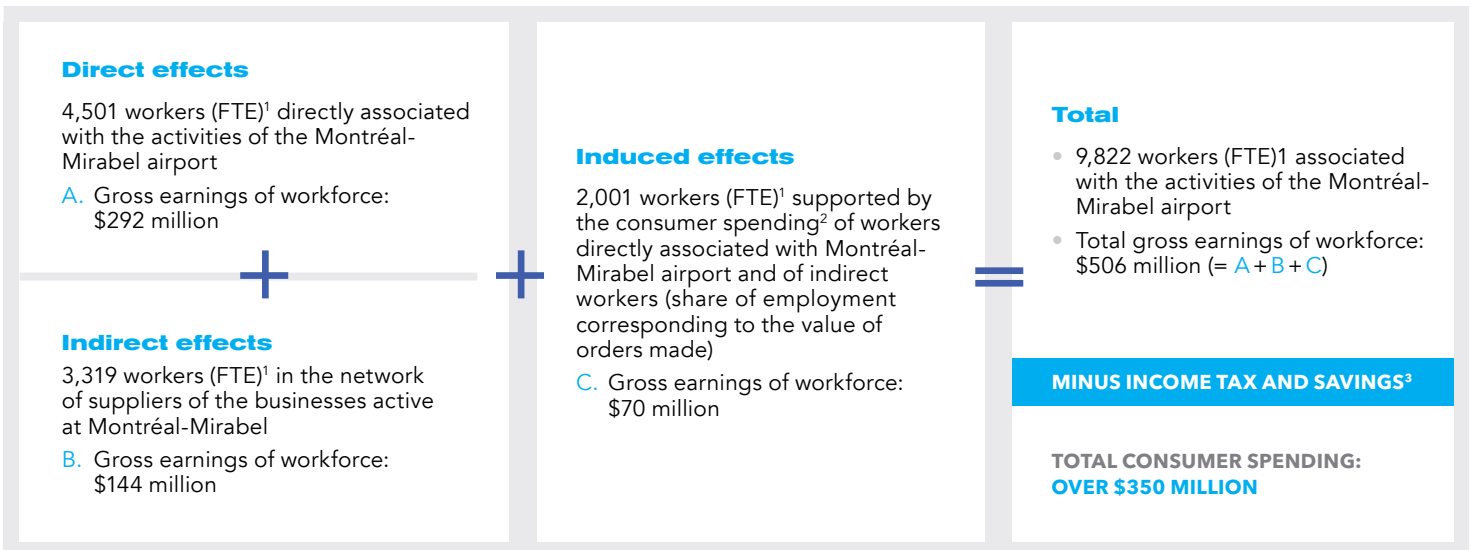 Direct effects
4,501 workers (FTE)¹ directly associated
with the activities of the Montréal-
Mirabel airport
A. Gross earnings of workforce:
$292 million
+
Indirect effects
3,319 workers (FTE)¹ in the network
of suppliers of the businesses active
at Montréal-Mirabel
B. Gross earnings of workforce:
$144 million
+
Induced effects
2,001 workers (FTE)¹ supported by
the consumer spending² of workers
directly associated with Montréal-
Mirabel airport and of indirect
workers (share of employment
corresponding to the value of
orders made)
C. Gross earnings of workforce:
$70 million
=
Total
• 9,822 workers (FTE)1 associated
with the activities of the Montréal-
Mirabel airport
• Total gross earnings of workforce:
$506 million (= A + B + C)
MINUS INCOME TAX AND SAVINGS³
TOTAL CONSUMER SPENDING:
OVER $350 MILLION